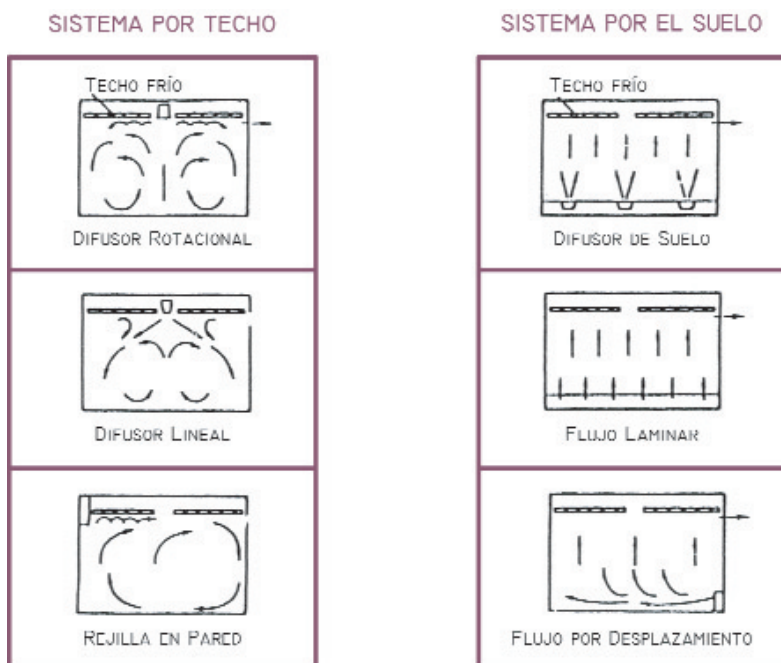 SISTEMA POR TECHO
TECHO FRÍO
DIFUSOR ROTACIONAL
DIFUSOR LINEAL
REJILLA EN PARED
SISTEMA POR EL SUELO
TECHO FRÍO
DIFUSOR DE SUELO
FLUJO LAMINAR
FLUJO POR DESPLAZAMIENTO